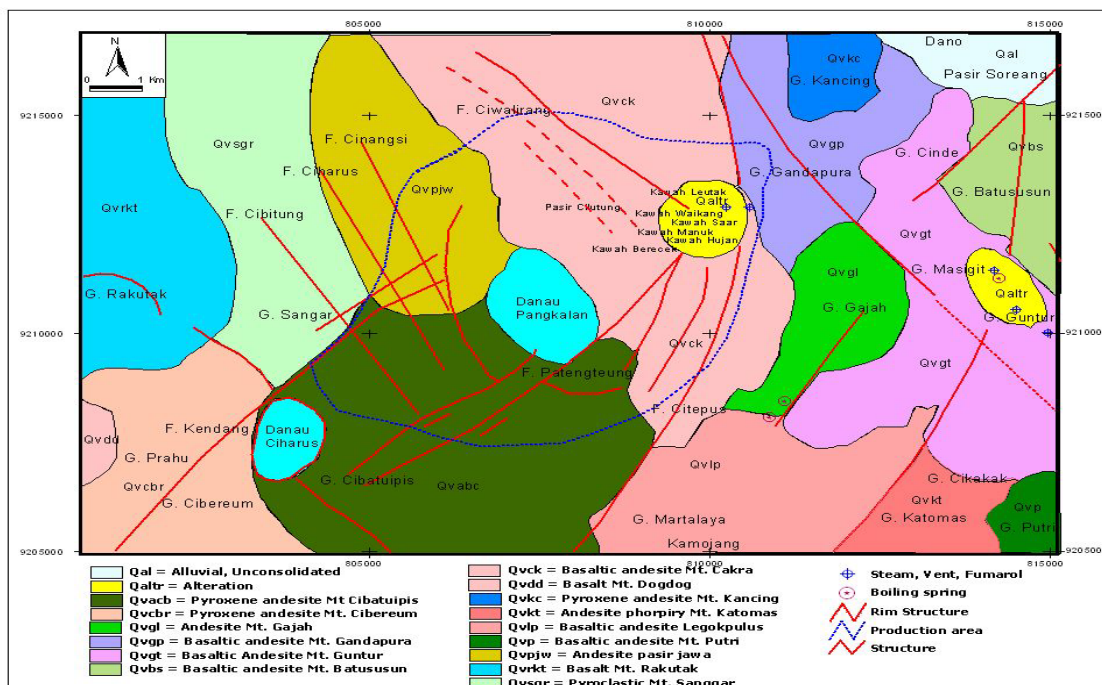 805000
810000
815000
N
0 1 Km
Dano
Qal
Pasir Soreang
Qvkc
G. Kancing
Qvck
F. Ciwalirang
9215000
9215000
F. Cinangsi
Qvsgr
Qvgp
G. Cinde
Qvbs
F. Ciharus
Qvpjw
G. Gandapura
G. Batususun
Qvrkt
Kawah Leutak
Qaltr
Pasir Ciutung
Kawah Waikang
Kawah Saar
Kawah Manuk
Kawah Hujan
Kawah Berecek
F. Cibitung
Qvgt
Qvgl
G. Masigit
G. Rakutak
Qaltr
Danau
Pangkalan
G. Gajah
G. Guntur
G. Sangar
9210000
9210000
Qvck
Qvgt
F. Patengteung
F. Citepus
F. Kendang
Danau
Ciharus
Qvdd
G. Prahu
Qvlp
G. Cibatuipis
Qvabc
G. Cikakak
Qvcbr
Qvkt
Qvp
G. Cibereum
G. Katomas
G. Putri
G. Martalaya
Kamojang
9205000
9205000
805000
810000
815000
Qal = Alluvial, Unconsolidated
Qaltr = Alteration
Qvacb = Pyroxene andesite Mt Cibatuipis
Qvcbr = Pyroxene andesite Mt. Cibereum
Qvgl = Andesite Mt. Gajah
Qvgp = Basaltic andesite Mt. Gandapura
Qvgt = Basaltic Andesite Mt. Guntur
Qvbs = Basaltic andesite Mt. Batususun
Qvck = Basaltic andesite Mt. Cakra
Qvdd = Basalt Mt. Dogdog
Qvkc = Pyroxene andesite Mt. Kancing
Qvkt = Andesite phorpiry Mt. Katomas
Qvlp = Basaltic andesite Legokpulus
Qvp = Basaltic andesite Mt. Putri
Qvpjw = Andesite pasir jawa
Qvrkt = Basalt Mt. Rakutak
Qvsgr = Pyroclastic Mt. Sanggar
Steam, Vent, Fumarol
Boiling spring
Rim Structure
Production area
Structure